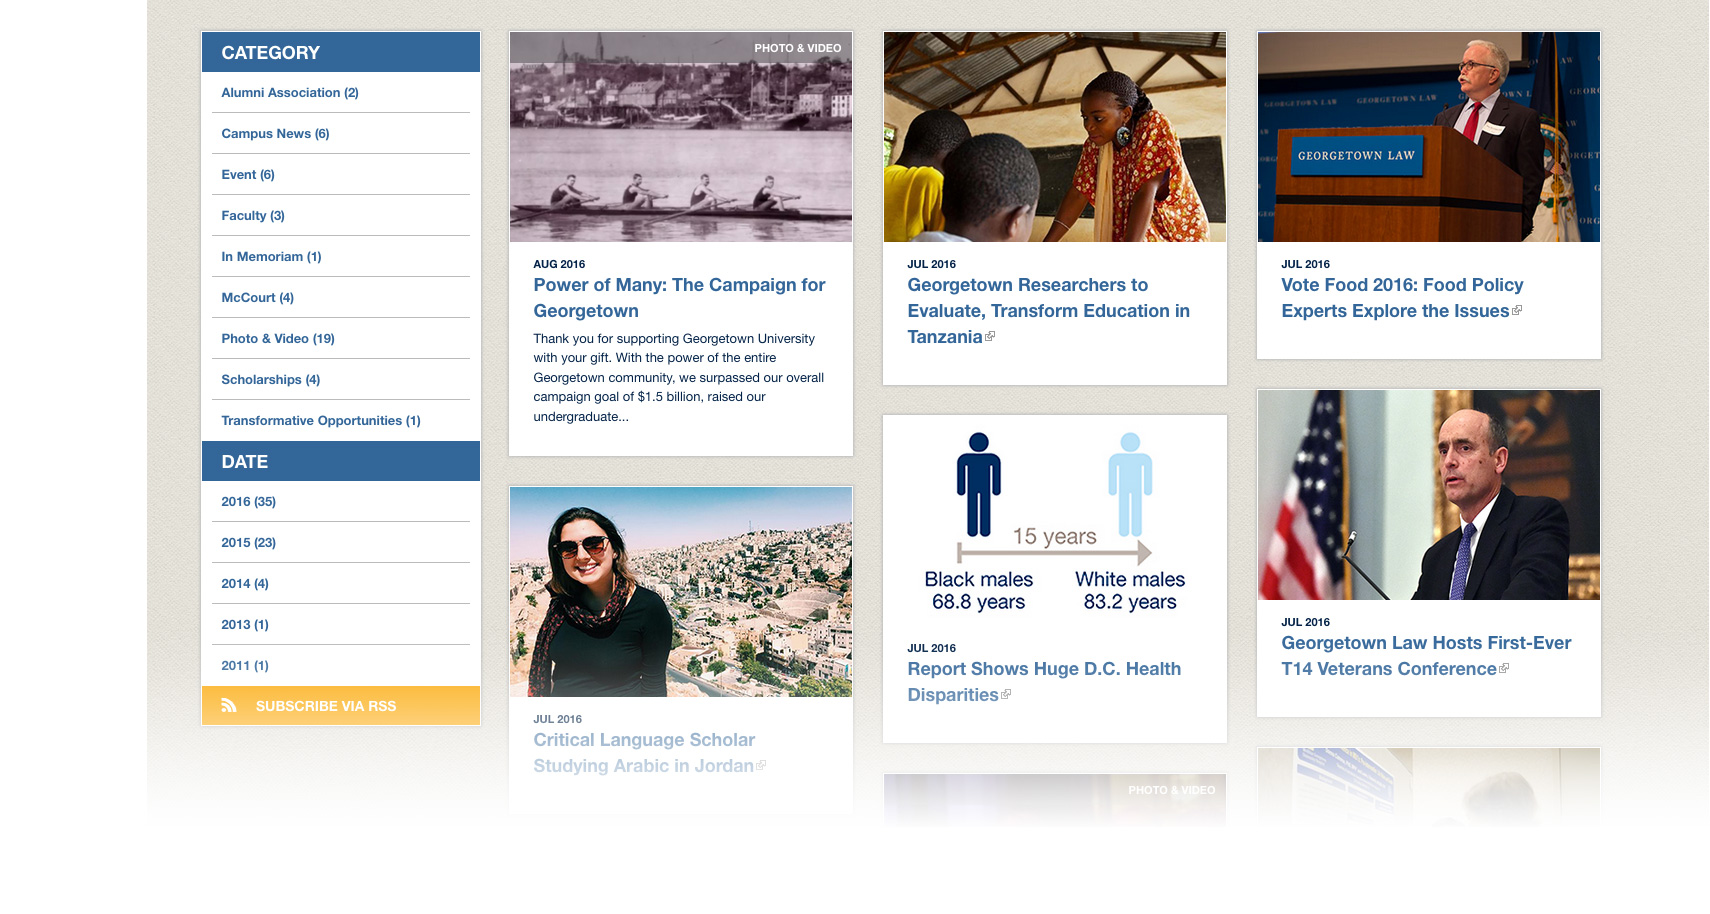 CATEGORY
Alumni Association (2)
Campus News (6)
Event (6)
Faculty (3)
In Memoriam (1)
McCourt (4)
Photo & Video (19)
Scholarships (4)
Transformative Opportunities (1)
DATE
2016 (35)
2015 (23)
2014 (4)
2013 (1)
2011 (1)
SUBSCRIBE VIA RSS
PHOTO & VIDEO
AUG 2016
Power of Many: The Campaign for
Georgetown
Thank you for supporting Georgetown University
with your gift. With the power of the entire
Georgetown community, we surpassed our overall
campaign goal of $1.5 billion, raised our
undergraduate...
JUL 2016
Critical Language Scholar
Studying Arabic in Jordan
JUL 2016
Georgetown Researchers to
Evaluate, Transform Education in
Tanzania
15 years
Black males
68.8 years
White males
83.2 years
JUL 2016
Report Shows Huge D.C. Health
Disparities
PHOTO & VIDEO
GEORGETOWN LAW
GEORGETOWN LAW
GEORGETOWN LAW
JUL 2016
Vote Food 2016: Food Policy
Experts Explore the Issues
JUL 2016
Georgetown Law Hosts First-Ever
T14 Veterans Conference